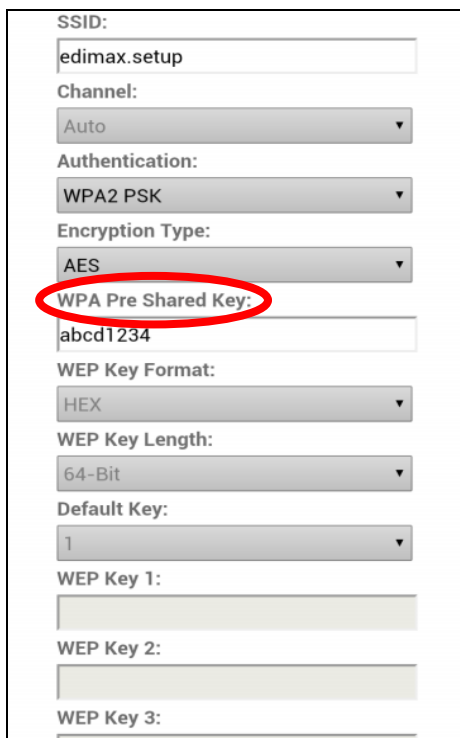 SSID:
edimax.setup
Channel:
Auto
Authentication:
WPA2 PSK
Encryption Type:
AES
WPA Pre Shared Key:
abcd1234
WEP Key Format:
HEX
WEP Key Length:
64-Bit
Default Key:
1
WEP Key 1:
WEP Key 2:
WEP Key 3: